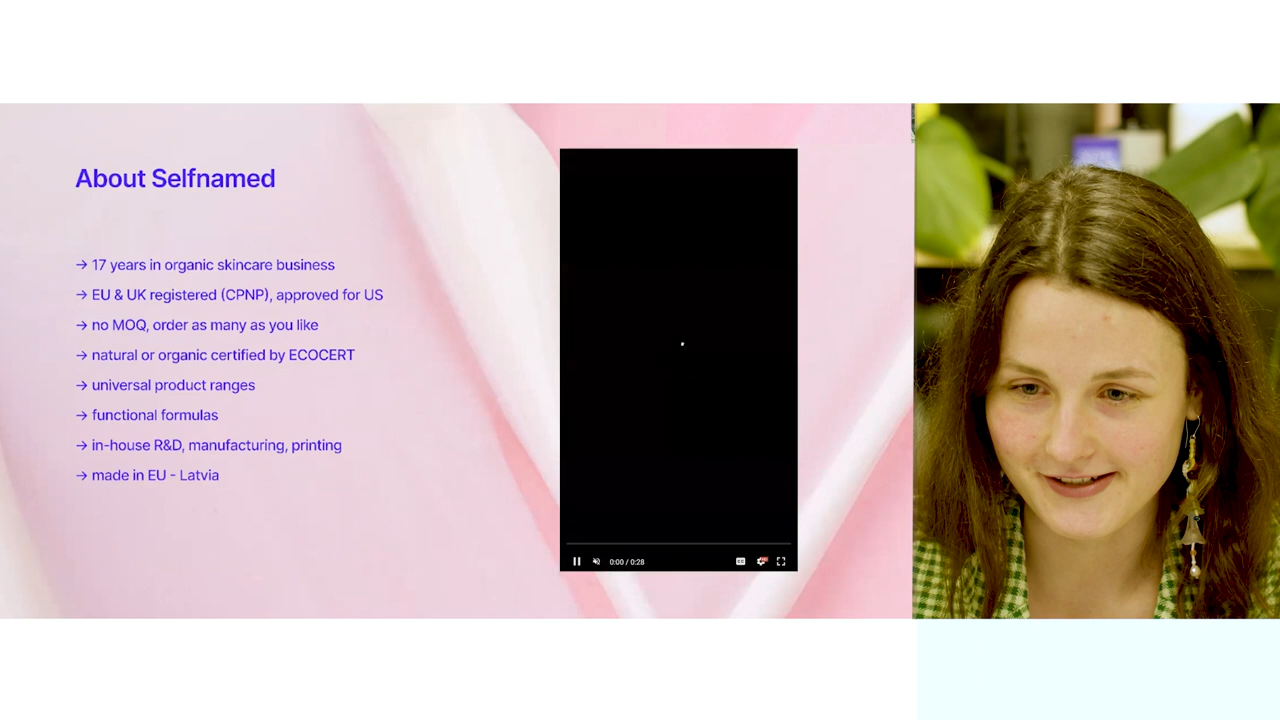 About Selfnamed
→ 17 years in organic skincare business
→ EU & UK registered (CPNP), approved for US
→ no MOQ, order as many as you like
→ natural or organic certified by ECOCERT
→ universal product ranges
→ functional formulas
→ in-house R&D, manufacturing, printing
→ made in EU - Latvia
0:00 / 0:28